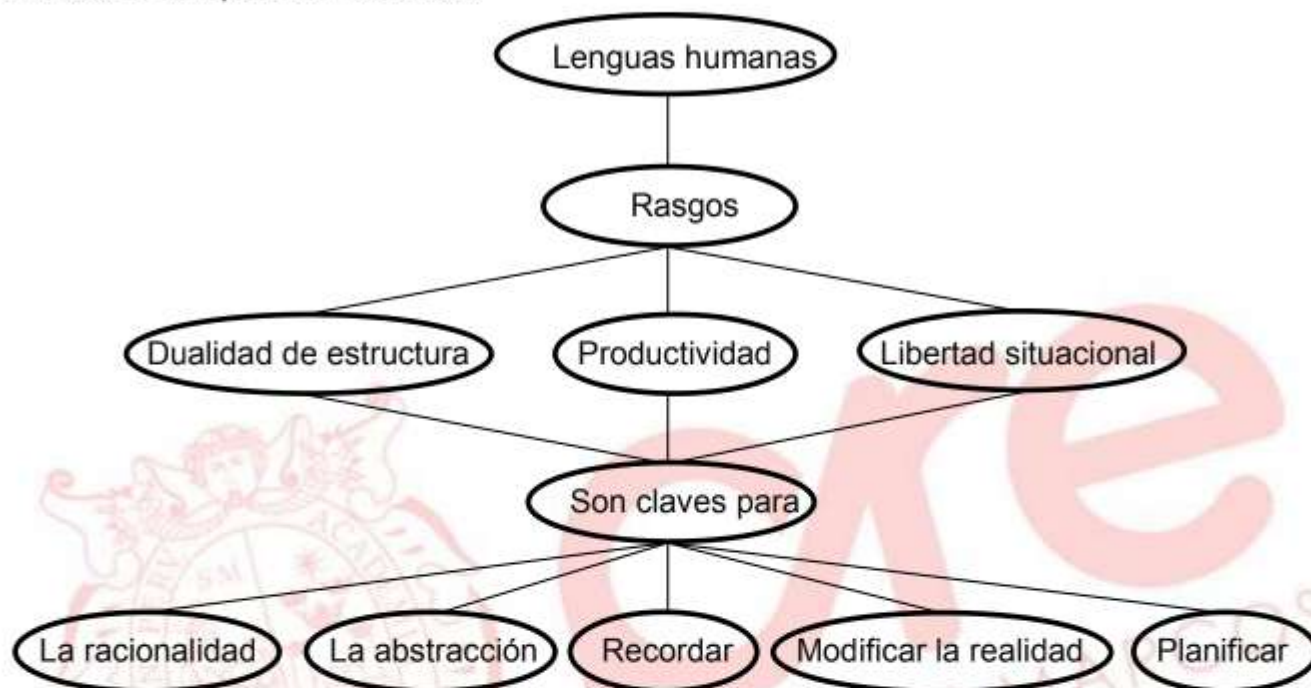 Lenguas humanas
Rasgos
Dualidad de estructura
Productividad
Libertad situacional
Son claves para
La racionalidad
La abstracción
Recordar
Modificar la realidad
Planificar